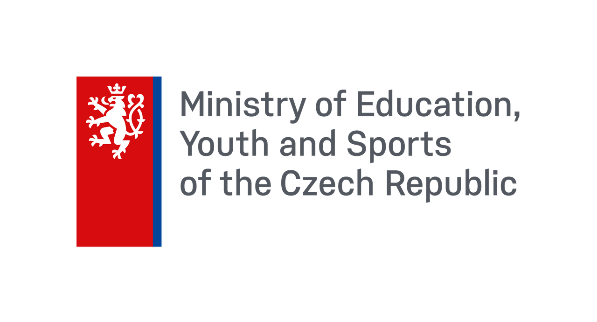 Ministry of Education,
Youth and Sports
of the Czech Republic